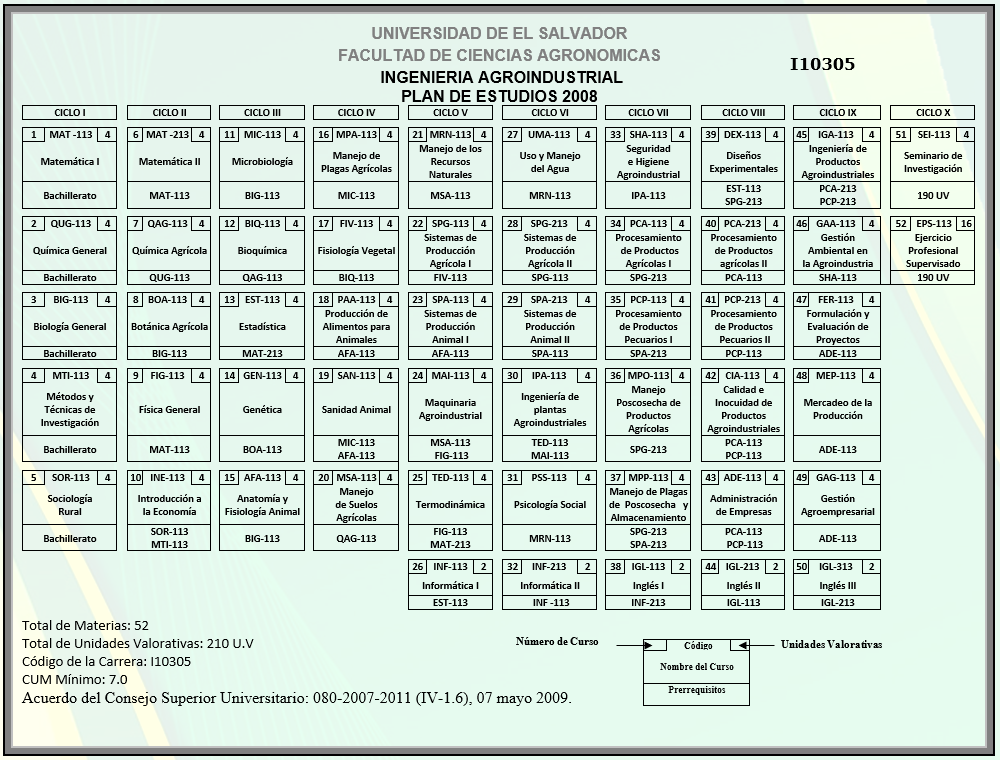 UNIVERSIDAD DE EL SALVADOR
FACULTAD DE CIENCIAS AGRONOMICAS
INGENIERIA AGROINDUSTRIAL
PLAN DE ESTUDIOS 2008
I10305
CICLO I
1 MAT -113 4
Matemática I
Bachillerato
2 QUG-113 4
Química General
Bachillerato
3 BIG-113 4
Biología General
Bachillerato
4 MTI-113 4
Métodos y
Técnicas de
Investigación
Bachillerato
5 SOR-113 4
Sociología
Rural
Bachillerato
CICLO II
6 MAT -213 4
Matemática II
MAT-113
7 QAG-113 4
Química Agrícola
QUG-113
8 BOA-113 4
Botánica Agrícola
BIG-113
9 FIG-113 4
Física General
MAT-113
10 INE-113 4
Introducción a
la Economía
SOR-113
MTI-113
CICLO III
11 MIC-113 4
Microbiología
BIG-113
12 BIQ-113 4
Bioquímica
QAG-113
13 EST-113 4
Estadística
MAT-213
14 GEN-113 4
Genética
BOA-113
15 AFA-113 4
Anatomía y
Fisiología Animal
BIG-113
CICLO IV
16 MPA-113 4
Manejo de
Plagas Agrícolas
MIC-113
17 FIV-113 4
Fisiología Vegetal
BIQ-113
18 PAA-113 4
Producción de
Alimentos para
Animales
AFA-113
19 SAN-113 4
Sanidad Animal
MIC-113
AFA-113
20 MSA-113 4
Manejo
de Suelos
Agrícolas
QAG-113
CICLO V
21 MRN-113 4
Manejo de los
Recursos
Naturales
MSA-113
22 SPG-113 4
Sistemas de
Producción
Agrícola I
FIV-113
23 SPA-113 4
Sistemas de
Producción
Animal I
AFA-113
24 MAI-113 4
Maquinaria
Agroindustrial
MSA-113
FIG-113
25 TED-113 4
Termodinámica
FIG-113
MAT-213
26 INF-113 2
Informática I
EST-113
CICLO VI
27 UMA-113 4
Uso y Manejo
del Agua
MRN-113
28 SPG-213 4
Sistemas de
Producción
Agrícola II
SPG-113
29 SPA-213 4
Sistemas de
Producción
Animal II
SPA-113
30 IPA-113 4
Ingeniería de
plantas
Agroindustriales
TED-113
MAI-113
31 PSS-113 4
Psicología Social
MRN-113
32 INF-213 2
Informática II
INF -113
CICLO VII
33 SHA-113 4
Seguridad
e Higiene
Agroindustrial
IPA-113
34 PCA-113 4
Procesamiento
de Productos
Agrícolas I
SPG-213
35 PCP-113 4
Procesamiento
de Productos
Pecuarios I
SPA-213
36 MPO-113 4
Manejo
Poscosecha de
Productos
Agrícolas
SPG-213
37 MPP-113 4
Manejo de Plagas
de Poscosecha y
Almacenamiento
SPG-213
SPA-213
38 IGL-113 2
Inglés I
INF-213
CICLO VIII
39 DEX-113 4
Diseños
Experimentales
EST-113
SPG-213
40 PCA-213 4
Procesamiento
de Productos
agrícolas II
PCA-113
41 PCP-213 4
Procesamiento
de Productos
Pecuarios II
PCP-113
42 CIA-113 4
Calidad e
Inocuidad de
Productos
Agroindustriales
PCA-113
PCP-113
43 ADE-113 4
Administración
de Empresas
PCA-113
PCP-113
44 IGL-213 2
Inglés II
IGL-113
CICLO IX
45 IGA-113 4
Ingeniería de
Productos
Agroindustriales
PCA-213
PCP-213
46 GAA-113 4
Gestión
Ambiental en
la Agroindustria
SHA-113
47 FER-113 4
Formulación y
Evaluación de
Proyectos
ADE-113
48 MEP-113 4
Mercadeo de la
Producción
ADE-113
49 GAG-113 4
Gestión
Agroempresarial
ADE-113
50 IGL-313 2
Inglés III
IGL-213
CICLO X
51 SEI-113 4
Seminario de
Investigación
190 UV
52 EPS-113 16
Ejercicio
Profesional
Supervisado
190 UV
Total de Materias: 52
Total de Unidades Valorativas: 210 U.V
Código de la Carrera: I10305
CUM Mínimo: 7.0
Acuerdo del Consejo Superior Universitario: 080-2007-2011 (IV-1.6), 07 mayo 2009.
Número de Curso
Código
Unidades Valorativas
Nombre del Curso
Prerrequisitos